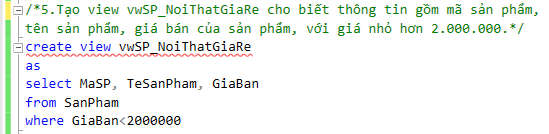 /*5.Tạo view vwSP_NoiThatGiaRe cho biết thông tin gồm mã sản phẩm,
tên sản phẩm, giá bán của sản phẩm, với giá nhỏ hơn 2.000.000.*/
create view vwSP_NoiThatGiaRe
as
select MaSP, TeSanPham, GiaBan
from SanPham
where GiaBan<2000000